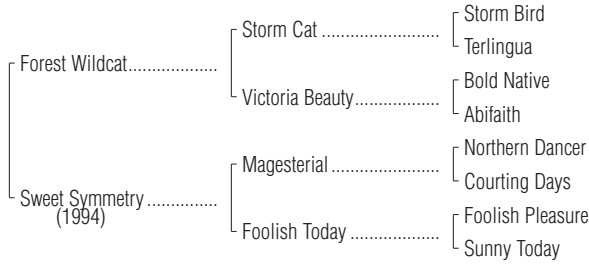 Storm Bird
Storm Cat ........................
Terlingua
Forest Wildcat..................
Bold Native
Victoria Beauty.................
Abifaith
Northern Dancer
Magesterial ......................
Courting Days
Sweet Symmetry ..............
(1994)
Foolish Pleasure
Foolish Today ...................
Sunny Today